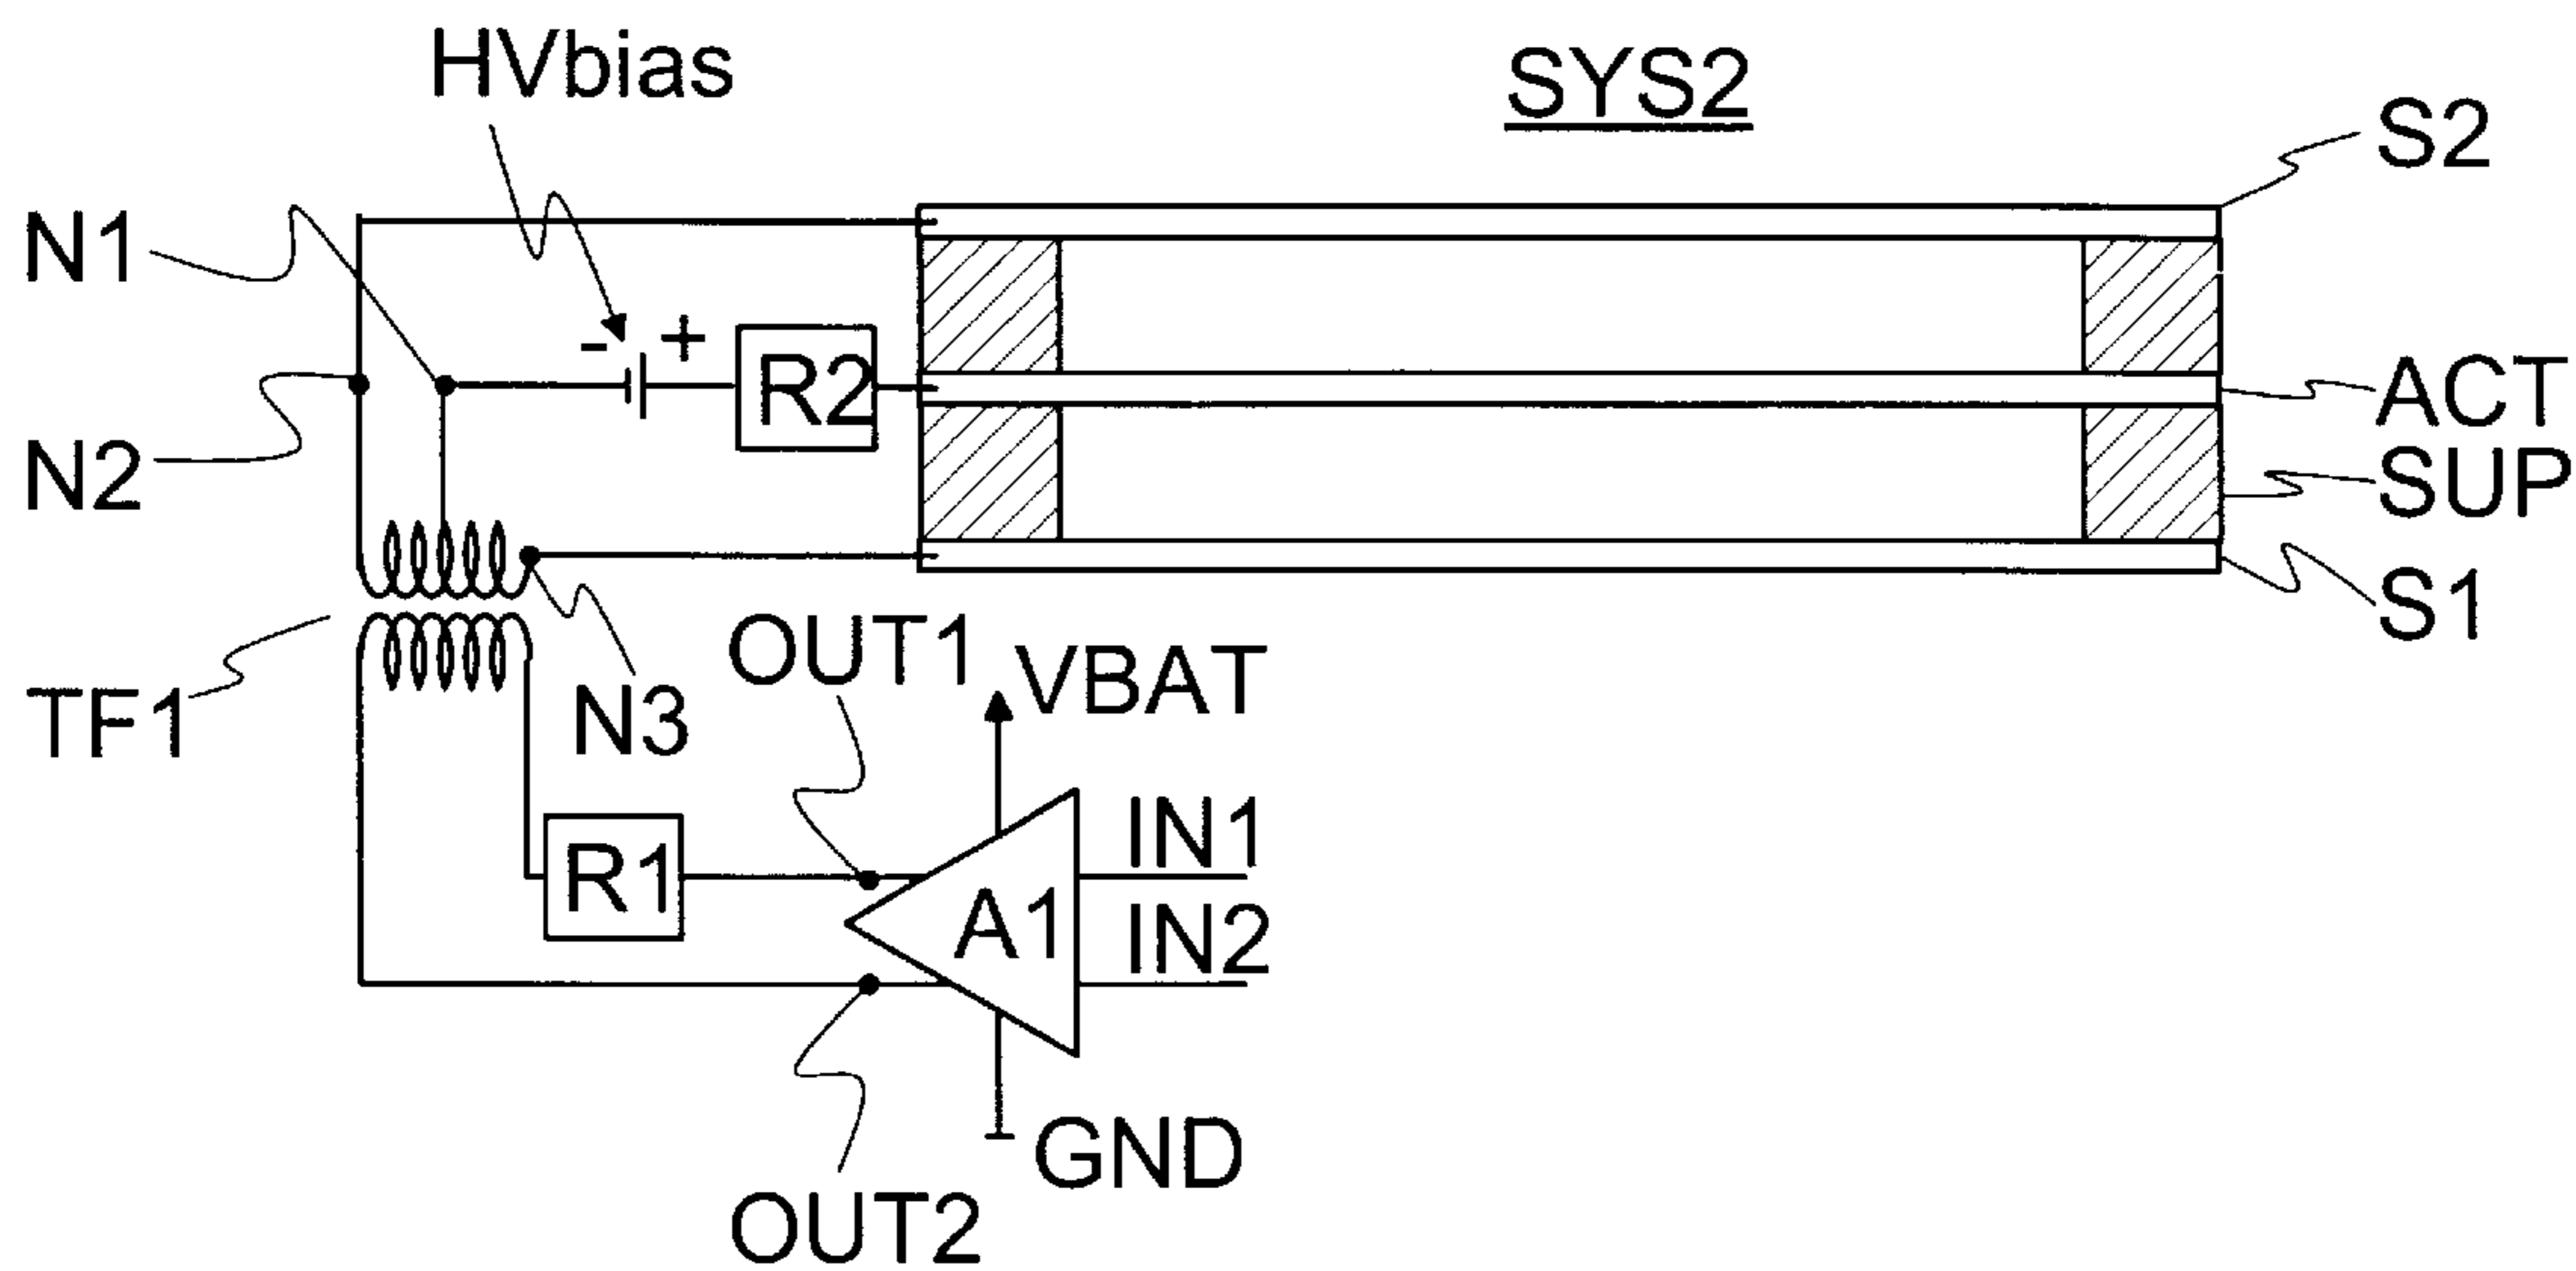 HVbias
SYS2
S2
N1
- +
R2
ACT
N2
SUP
S1
OUT1
VBAT
TF1
N3
IN1
R1
A1
IN2
GND
OUT2